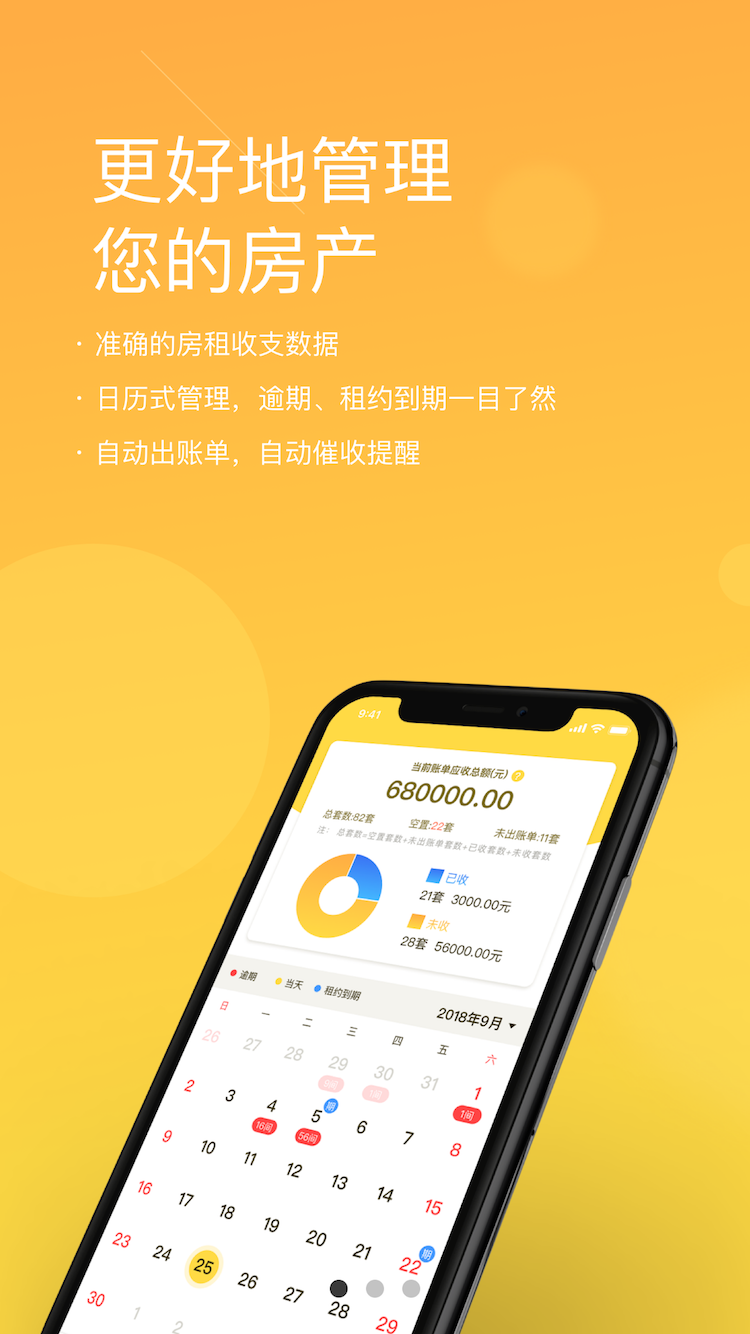 更好地管理
您的房产
· 准确的房租收支数据
· 日历式管理，逾期、租约到期一目了然
· 自动出账单，自动催收提醒
9:41
当前账单应收总额(元) ?
680000.00
总套数:82套 空置:22套 未出账单:11套
注: 总套数=空置套数+未出账单套数+已收套数+未收套数
已收
21套 3000.00元
未收
28套 56000.00元
逾期 当天 租约到期 2018年9月
日 一 二 三 四 五 六
26 27 28 29 30 31 1
1间
2 3 4 5 期 6 7 8
16间 56间
9 10 11 12 13 14 15
16 17 18 19 20 21 22 期
23 24 25 26 27 28 29
30 1 2